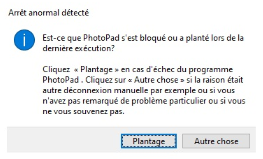 Arrêt anormal détecté
Est-ce que PhotoPad s'est bloqué ou a planté lors de la
dernière exécution?
Cliquez « Plantage » en cas d'échec du programme
PhotoPad . Cliquez sur « Autre chose » si la raison était
autre déconnexion manuelle par exemple ou si vous
n'avez pas remarqué de problème particulier ou si vous
ne vous souvenez pas.
Plantage
Autre chose